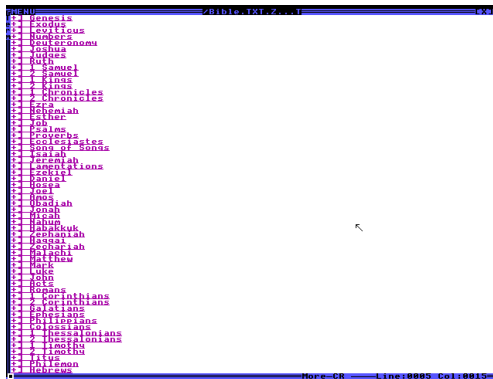 MENU /Bible.TXT.Z...T [X]
+] Genesis
+] Exodus
+] Leviticus
+] Numbers
+] Deuteronomy
+] Joshua
+] Judges
+] Ruth
+] 1 Samuel
+] 2 Samuel
+] 1 Kings
+] 2 Kings
+] 1 Chronicles
+] 2 Chronicles
+] Ezra
+] Nehemiah
+] Esther
+] Job
+] Psalms
+] Proverbs
+] Ecclesiastes
+] Song of Songs
+] Isaiah
+] Jeremiah
+] Lamentations
+] Ezekiel
+] Daniel
+] Hosea
+] Joel
+] Amos
+] Obadiah
+] Jonah
+] Micah
+] Nahum
+] Habakkuk
+] Zephaniah
+] Haggai
+] Zechariah
+] Malachi
+] Matthew
+] Mark
+] Luke
+] John
+] Acts
+] Romans
+] 1 Corinthians
+] 2 Corinthians
+] Galatians
+] Ephesians
+] Philippians
+] Colossians
+] 1 Thessalonians
+] 2 Thessalonians
+] 1 Timothy
+] 2 Timothy
+] Titus
+] Philemon
+] Hebrews
More-CR Line:0005 Col:0015